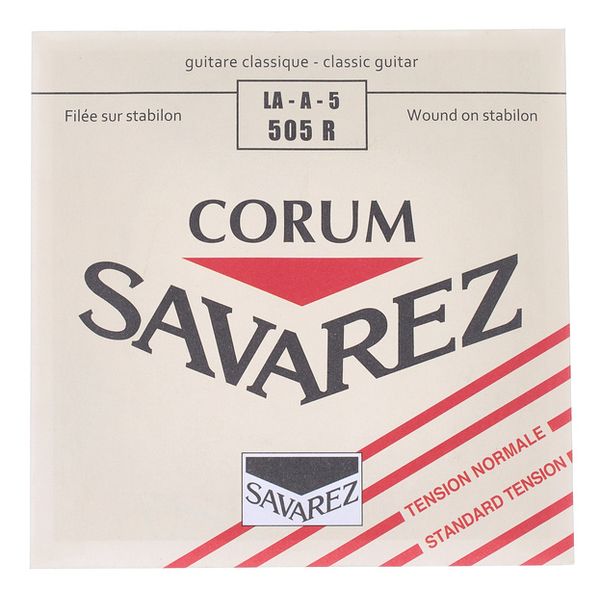 guitare classique - classic guitar
LA - A - 5
505 R
Filée sur stabilon
Wound on stabilon
CORUM
SAVAREZ
SAVAREZ
TENSION NORMALE
STANDARD TENSION